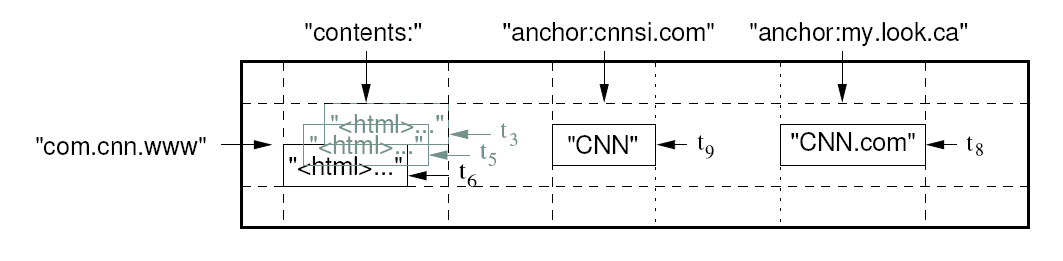 "contents:" "anchor:cnnsi.com" "anchor:my.look.ca"
"<html>..." t3
"com.cnn.www" "<html>..." t5 "CNN" t9 "CNN.com" t8
"<html>..." t6